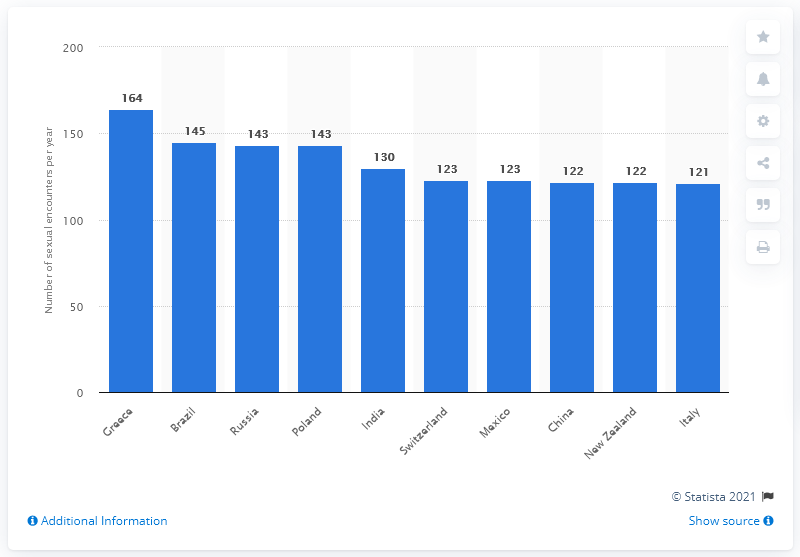 Number of sexual encounters per year
200
150
100
50
0
164
145
143
143
130
123
123
122
122
121
Greece
Brazil
Russia
Poland
India
Switzerland
Mexico
China
New Zealand
Italy
© Statista 2021
Additional Information
Show source